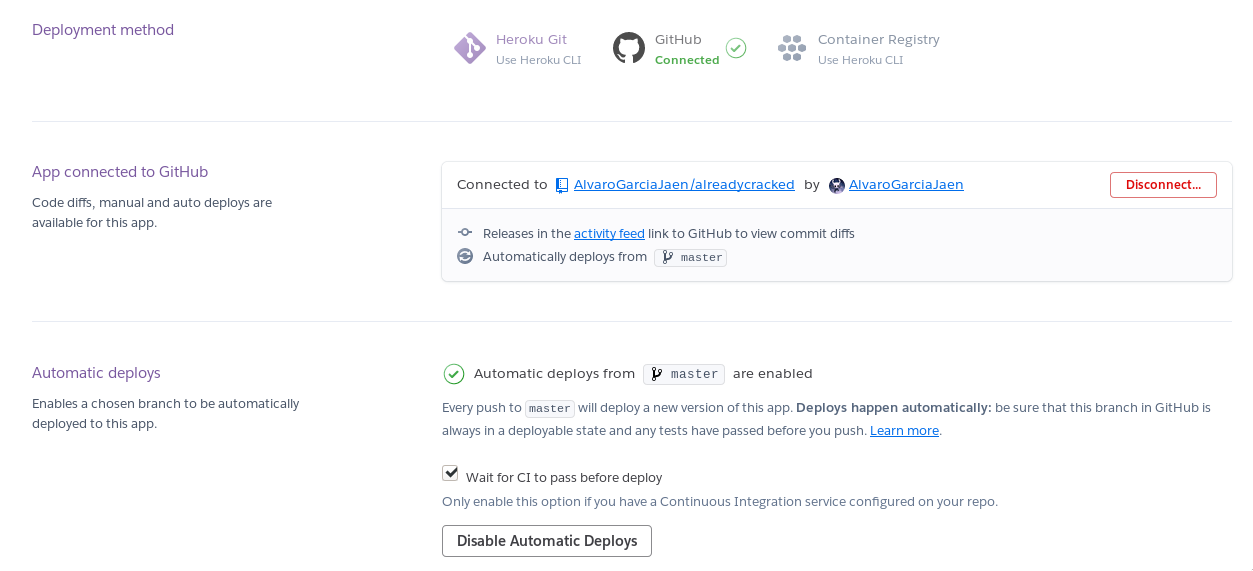 Deployment method
Heroku Git
Use Heroku CLI
GitHub
Connected
Container Registry
Use Heroku CLI
App connected to GitHub
Code diffs, manual and auto deploys are
available for this app.
Connected to AlvaroGarciaJaen/alreadycracked by AlvaroGarciaJaen
Disconnect...
Releases in the activity feed link to GitHub to view commit diffs
Automatically deploys from master
Automatic deploys
Enables a chosen branch to be automatically
deployed to this app.
Automatic deploys from master are enabled
Every push to master will deploy a new version of this app. Deploys happen automatically: be sure that this branch in GitHub is
always in a deployable state and any tests have passed before you push. Learn more.
Wait for CI to pass before deploy
Only enable this option if you have a Continuous Integration service configured on your repo.
Disable Automatic Deploys